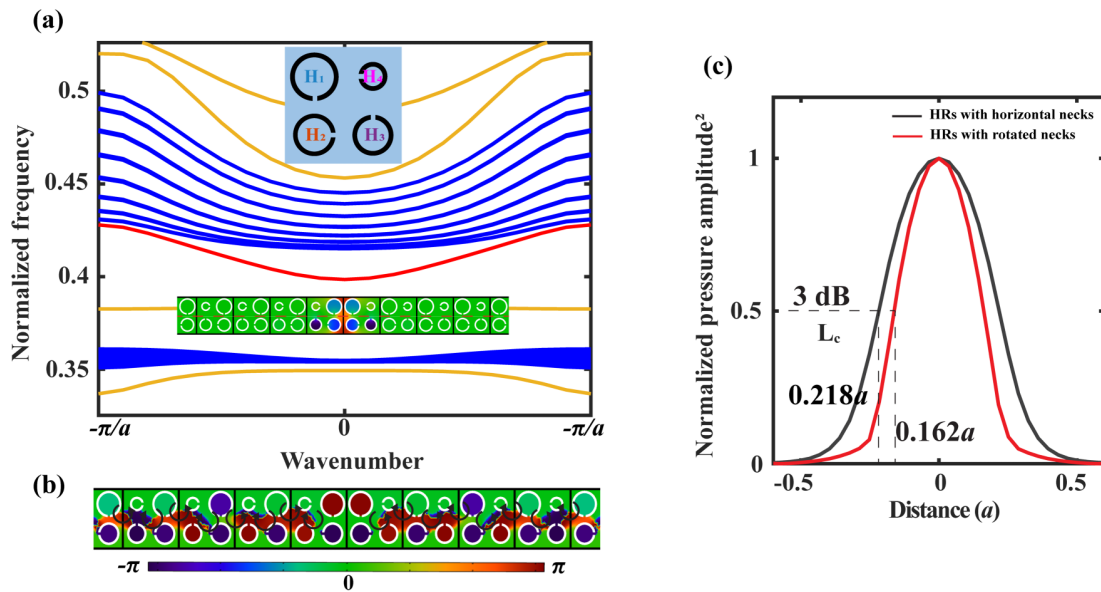 (a)
Normalized frequency
0.5
0.45
0.4
0.35
H₁
H₄
H₂
H₃
-π/a
0
-π/a
Wavenumber
(b)
-π
0
π
(c)
Normalized pressure amplitude²
1
0.5
0
HRs with horizontal necks
HRs with rotated necks
3 dB
L꜀
0.218a
0.162a
-0.5
0
0.5
Distance (a)